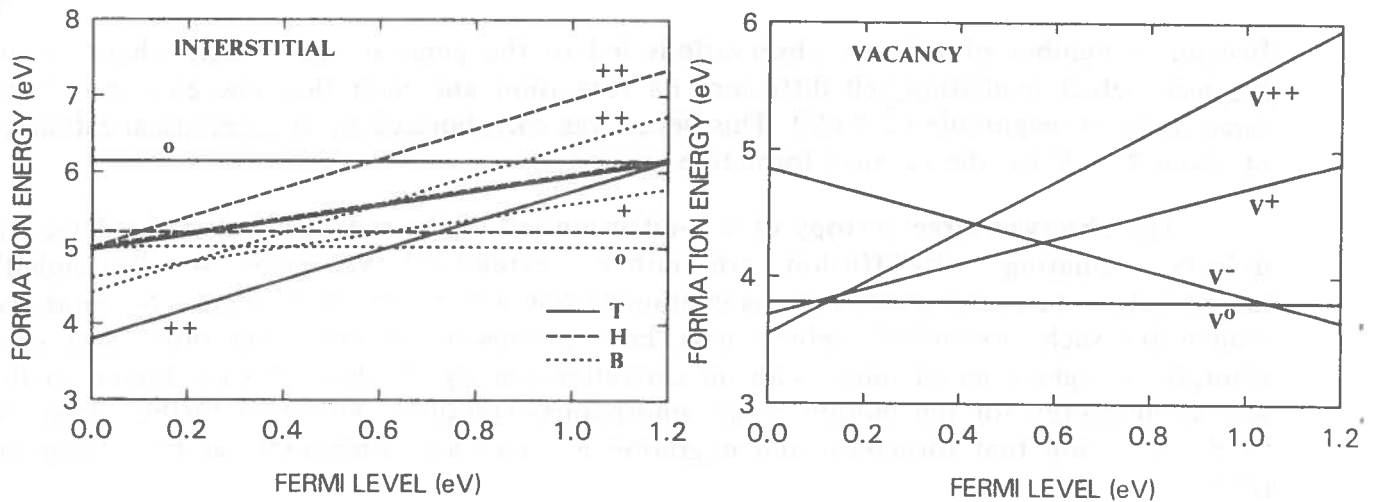 INTERSTITIAL
FORMATION ENERGY (eV)
8
7
6
5
4
3
o
++
++
+
o
++
T
H
B
0.0 0.2 0.4 0.6 0.8 1.0 1.2
FERMI LEVEL (eV)
VACANCY
FORMATION ENERGY (eV)
6
5
4
3
V++
V+
V-
Vo
0.0 0.2 0.4 0.6 0.8 1.0 1.2
FERMI LEVEL (eV)